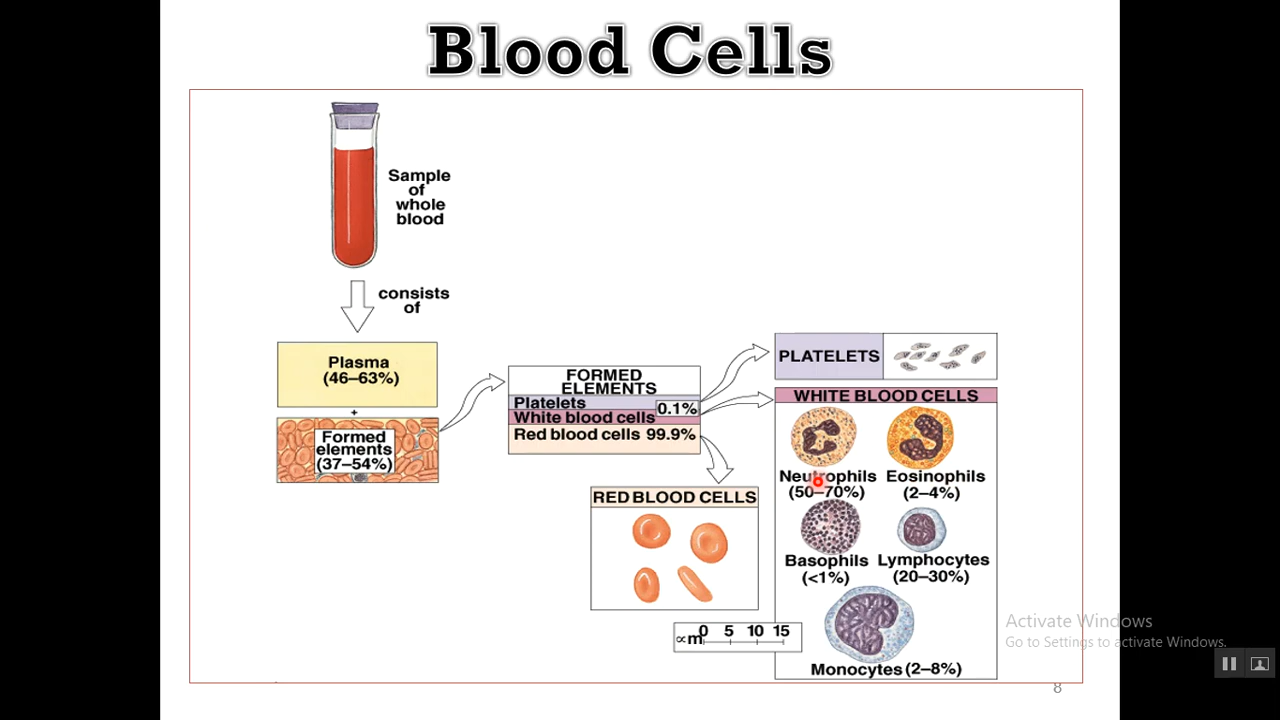 Blood Cells
Sample
of
whole
blood
consists
of
Plasma
(46–63%)
+
Formed
elements
(37–54%)
FORMED
ELEMENTS
Platelets
White blood cells
0.1%
Red blood cells 99.9%
PLATELETS
WHITE BLOOD CELLS
Neutrophils
(50–70%)
Eosinophils
(2–4%)
Basophils
(<1%)
Lymphocytes
(20–30%)
Monocytes (2–8%)
RED BLOOD CELLS
∝m 0 5 10 15
Activate Windows
Go to Settings to activate Windows.
8